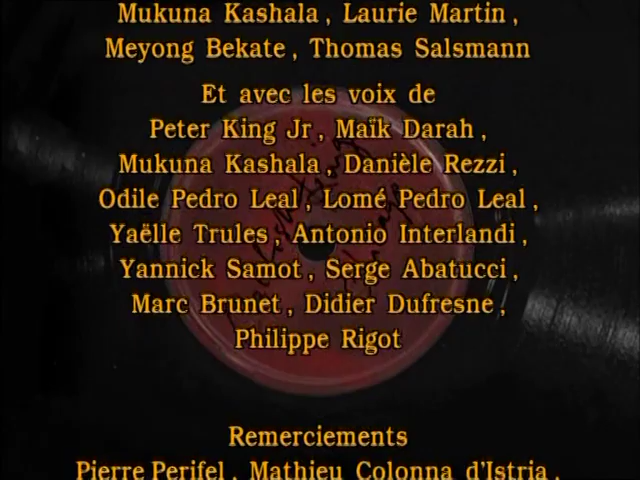 Mukuna Kashala, Laurie Martin,
Meyong Bekate, Thomas Salsmann
Et avec les voix de
Peter King Jr, Maïk Darah,
Mukuna Kashala, Danièle Rezzi,
Odile Pedro Leal, Lomé Pedro Leal,
Yaëlle Trules, Antonio Interlandi,
Yannick Samot, Serge Abatucci,
Marc Brunet, Didier Dufresne,
Philippe Rigot
Remerciements
Pierre Perifel, Mathieu Colonna d'Istria,